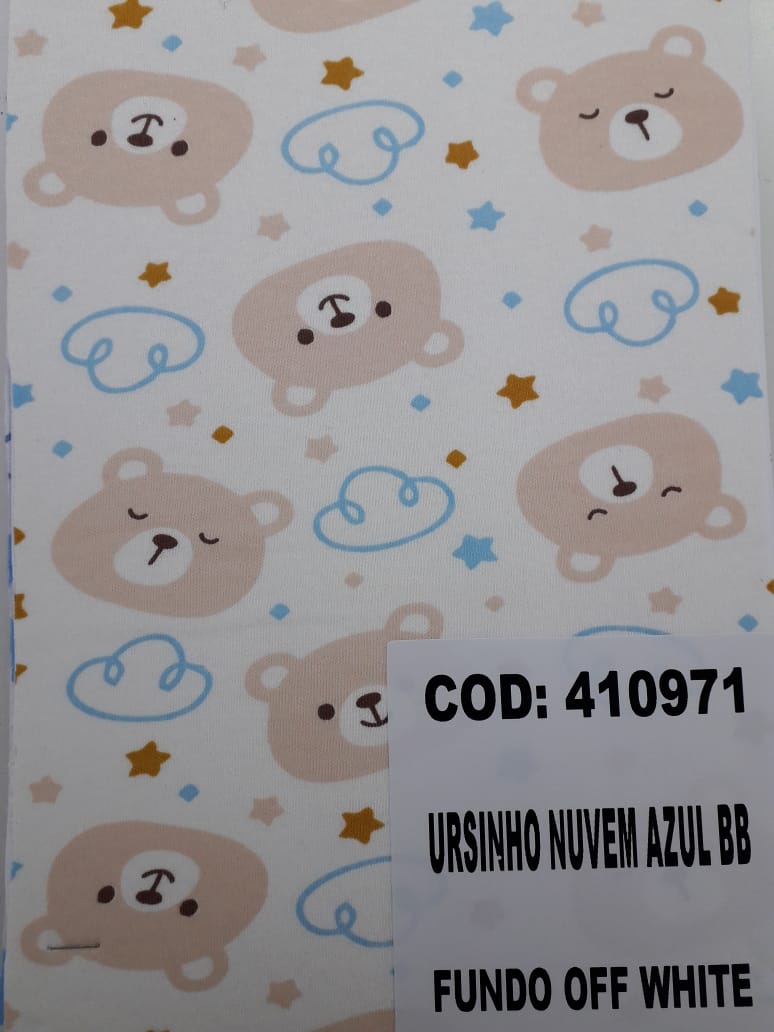 COD: 410971
URSINHO NUVEM AZUL BB
FUNDO OFF WHITE